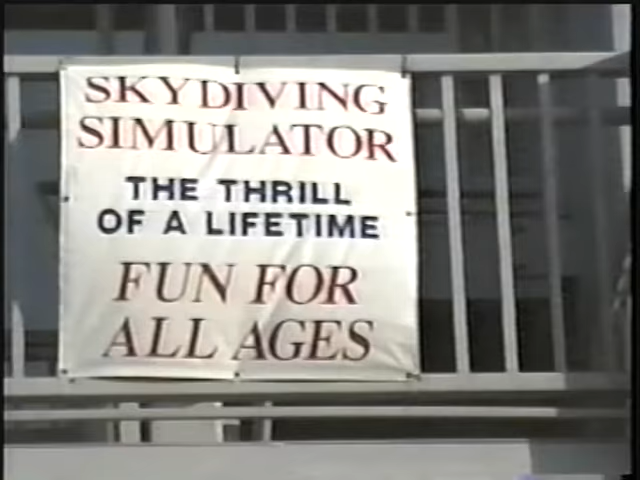 SKYDIVING
SIMULATOR
THE THRILL
OF A LIFETIME
FUN FOR
ALL AGES